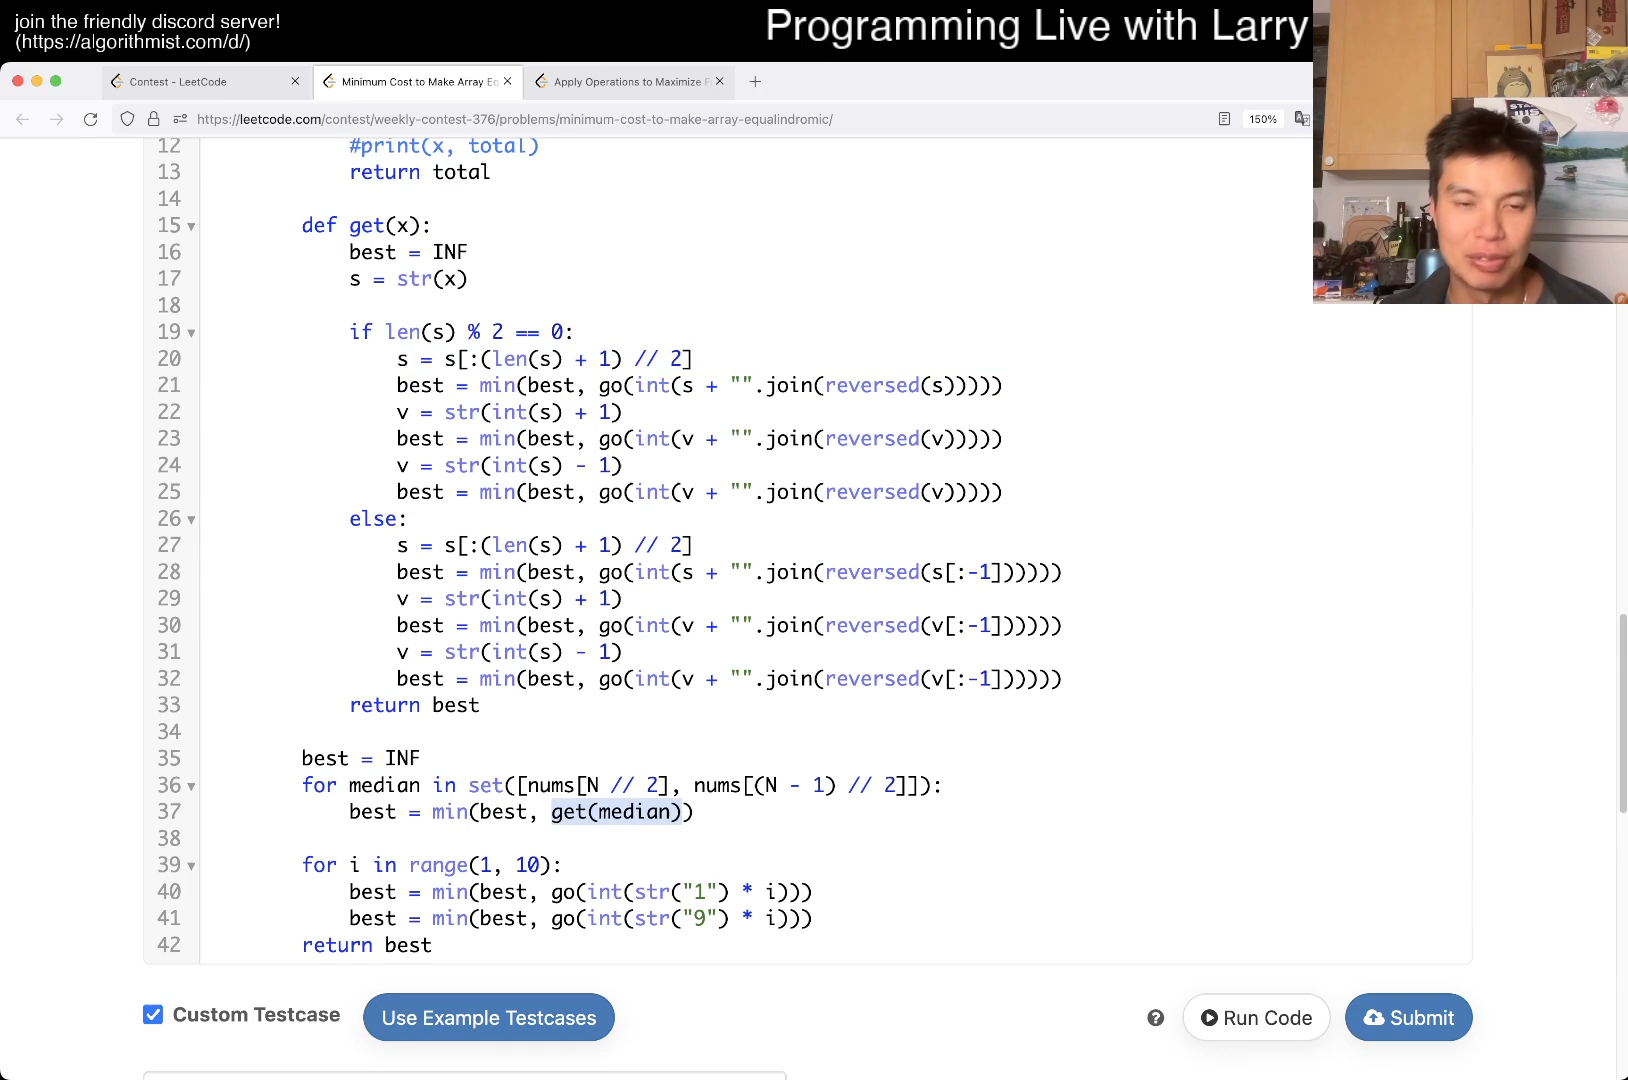 join the friendly discord server!
(https://algorithmist.com/d/)
Programming Live with Larry
Contest - LeetCode
Minimum Cost to Make Array Eq
Apply Operations to Maximize F
https://leetcode.com/contest/weekly-contest-376/problems/minimum-cost-to-make-array-equalindromic/
150%
12 #print(x, total)
13 return total
14
15 def get(x):
16 best = INF
17 s = str(x)
18
19 if len(s) % 2 == 0:
20 s = s[:(len(s) + 1) // 2]
21 best = min(best, go(int(s + "".join(reversed(s)))))
22 v = str(int(s) + 1)
23 best = min(best, go(int(v + "".join(reversed(v)))))
24 v = str(int(s) - 1)
25 best = min(best, go(int(v + "".join(reversed(v)))))
26 else:
27 s = s[:(len(s) + 1) // 2]
28 best = min(best, go(int(s + "".join(reversed(s[:-1])))))
29 v = str(int(s) + 1)
30 best = min(best, go(int(v + "".join(reversed(v[:-1])))))
31 v = str(int(s) - 1)
32 best = min(best, go(int(v + "".join(reversed(v[:-1])))))
33 return best
34
35 best = INF
36 for median in set([nums[N // 2], nums[(N - 1) // 2]]):
37 best = min(best, get(median))
38
39 for i in range(1, 10):
40 best = min(best, go(int(str("1") * i)))
41 best = min(best, go(int(str("9") * i)))
42 return best
Custom Testcase
Use Example Testcases
Run Code
Submit